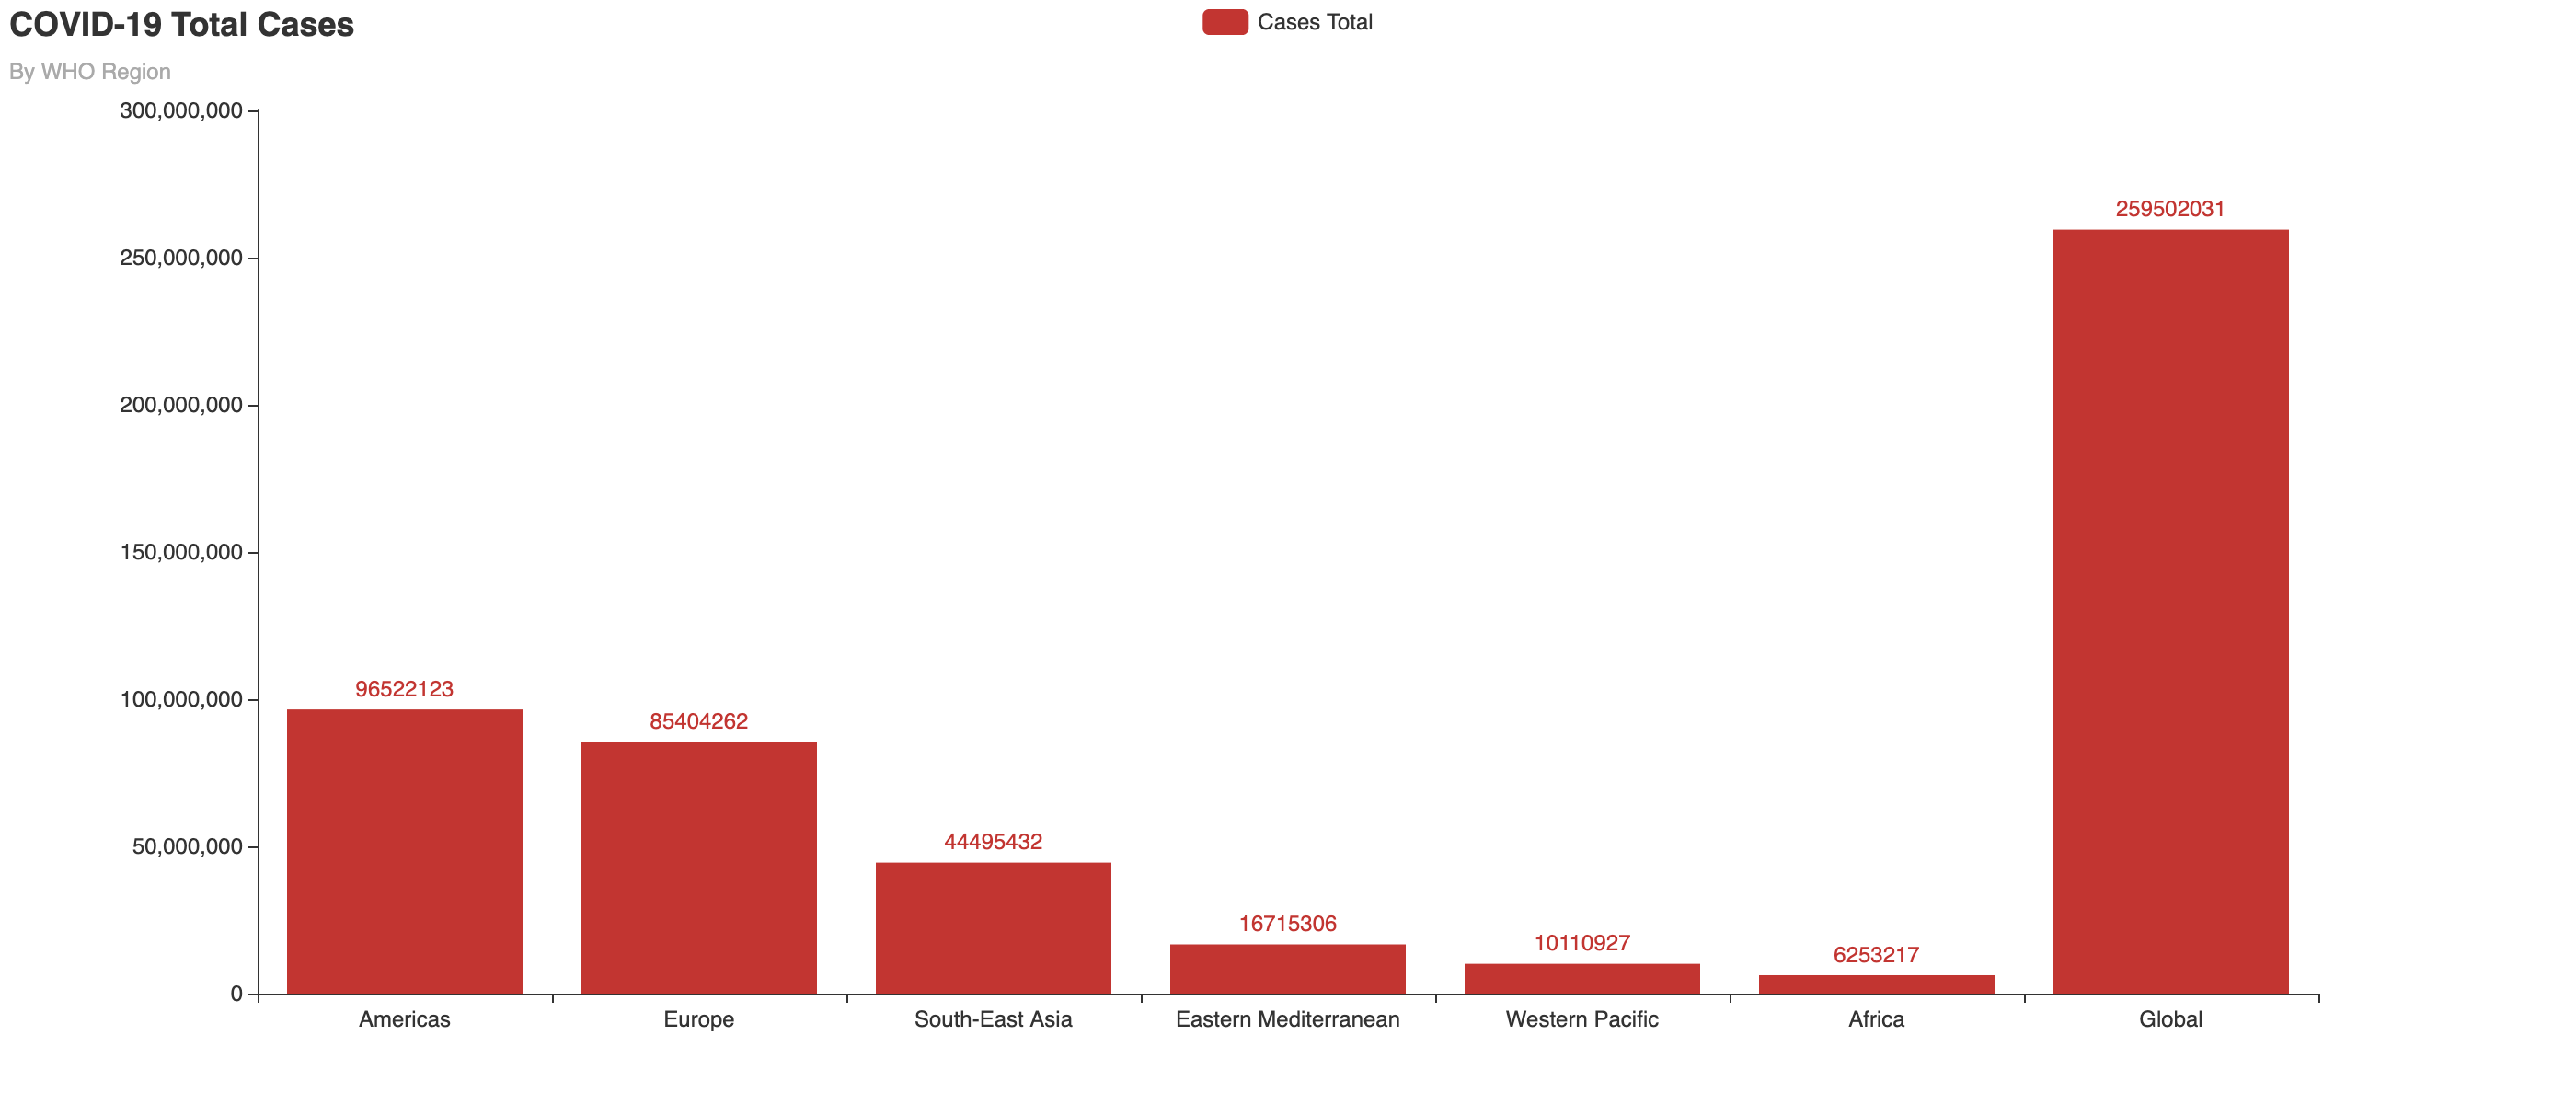 COVID-19 Total Cases
Cases Total
By WHO Region
300,000,000
250,000,000
200,000,000
150,000,000
100,000,000
50,000,000
0
96522123
85404262
44495432
16715306
10110927
6253217
259502031
Americas
Europe
South-East Asia
Eastern Mediterranean
Western Pacific
Africa
Global